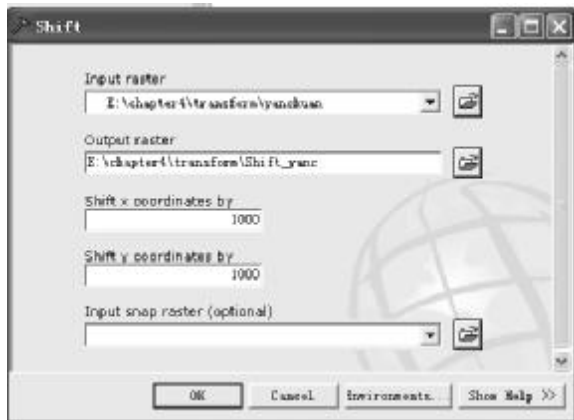 Shift
Input raster
E:\chapter4\transform\yanchuan
Output raster
E:\chapter4\transform\Shift_yanc
Shift x coordinates by
1000
Shift y coordinates by
1000
Input snap raster (optional)
OK
Cancel
Environments...
Show Help >>